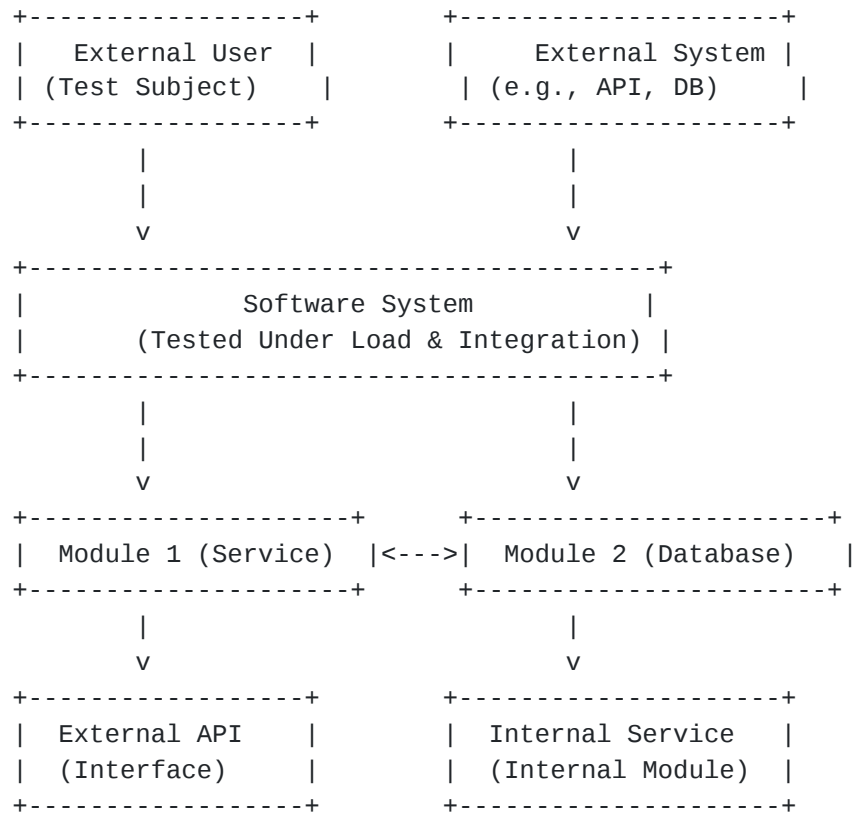 External User
External System
(Test Subject)
(e.g., API, DB)
v
v
Software System
(Tested Under Load & Integration)
v
v
Module 1 (Service)
<--->
Module 2 (Database)
v
v
External API
Internal Service
(Interface)
(Internal Module)